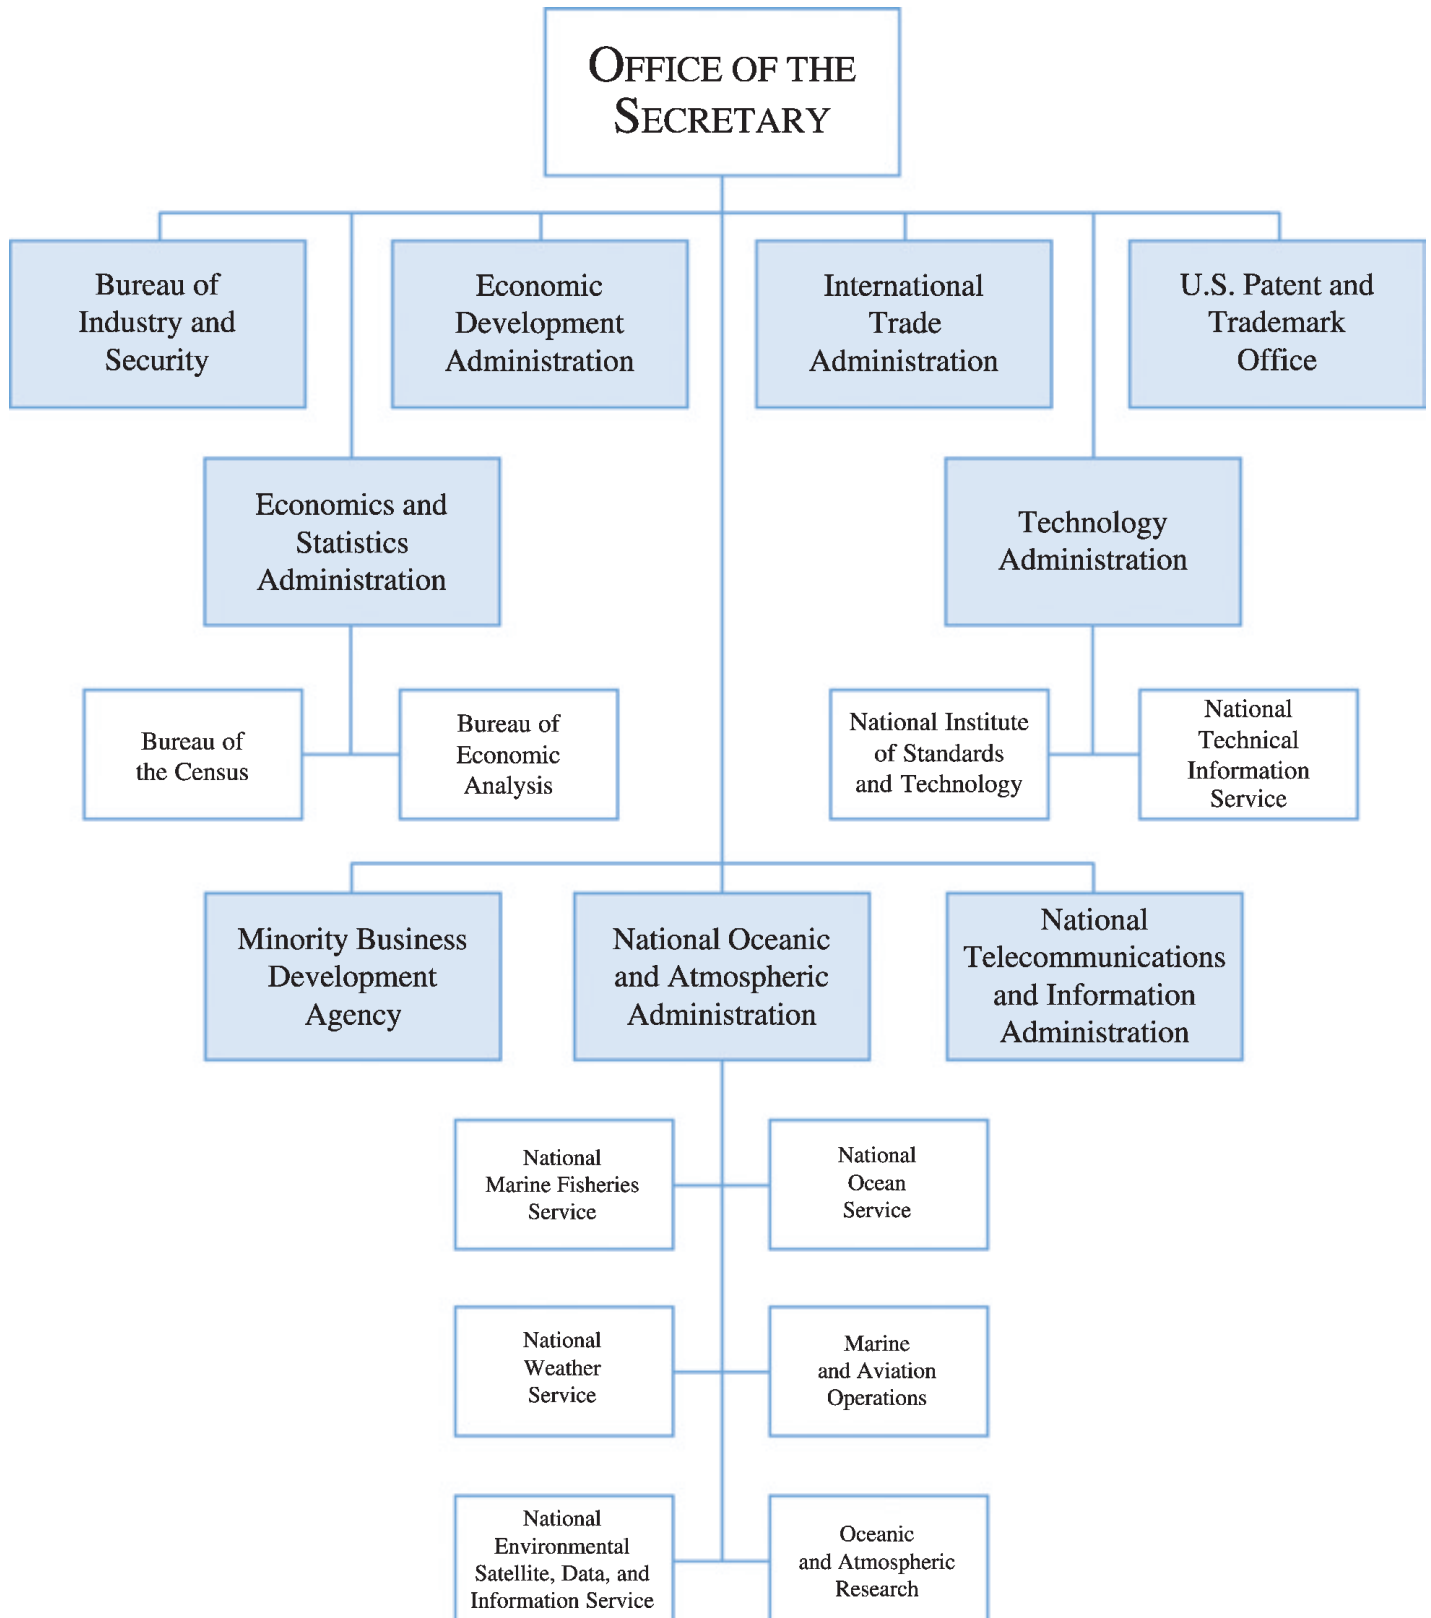 OFFICE OF THE
SECRETARY
Bureau of
Industry and
Security
Economic
Development
Administration
International
Trade
Administration
U.S. Patent and
Trademark
Office
Economics and
Statistics
Administration
Technology
Administration
Bureau of
the Census
Bureau of
Economic
Analysis
National Institute
of Standards
and Technology
National
Technical
Information
Service
Minority Business
Development
Agency
National Oceanic
and Atmospheric
Administration
National
Telecommunications
and Information
Administration
National
Marine Fisheries
Service
National
Ocean
Service
National
Weather
Service
Marine
and Aviation
Operations
National
Environmental
Satellite, Data, and
Information Service
Oceanic
and Atmospheric
Research